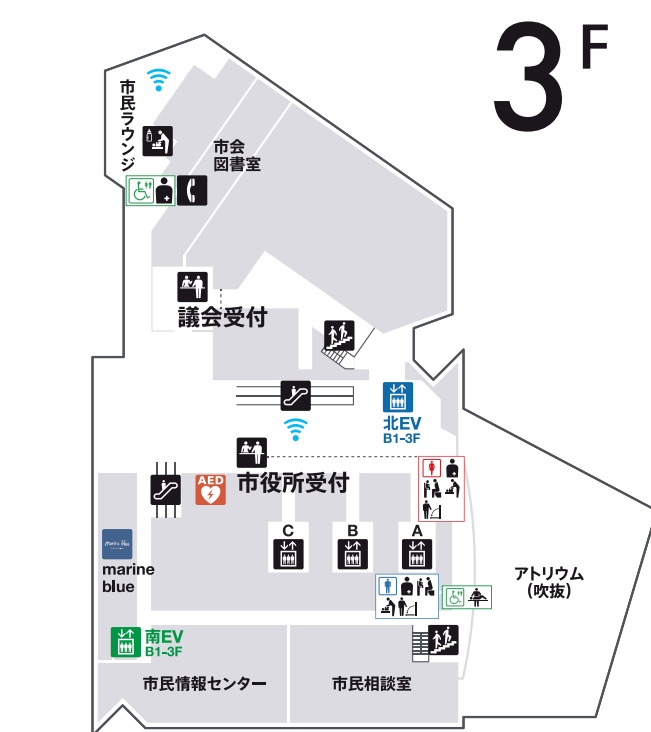 3F
市民ラウンジ
市会
図書室
議会受付
北EV
B1-3F
AED
市役所受付
C
B
A
marine blue
marine
blue
アトリウム
(吹抜)
南EV
B1-3F
市民情報センター
市民相談室